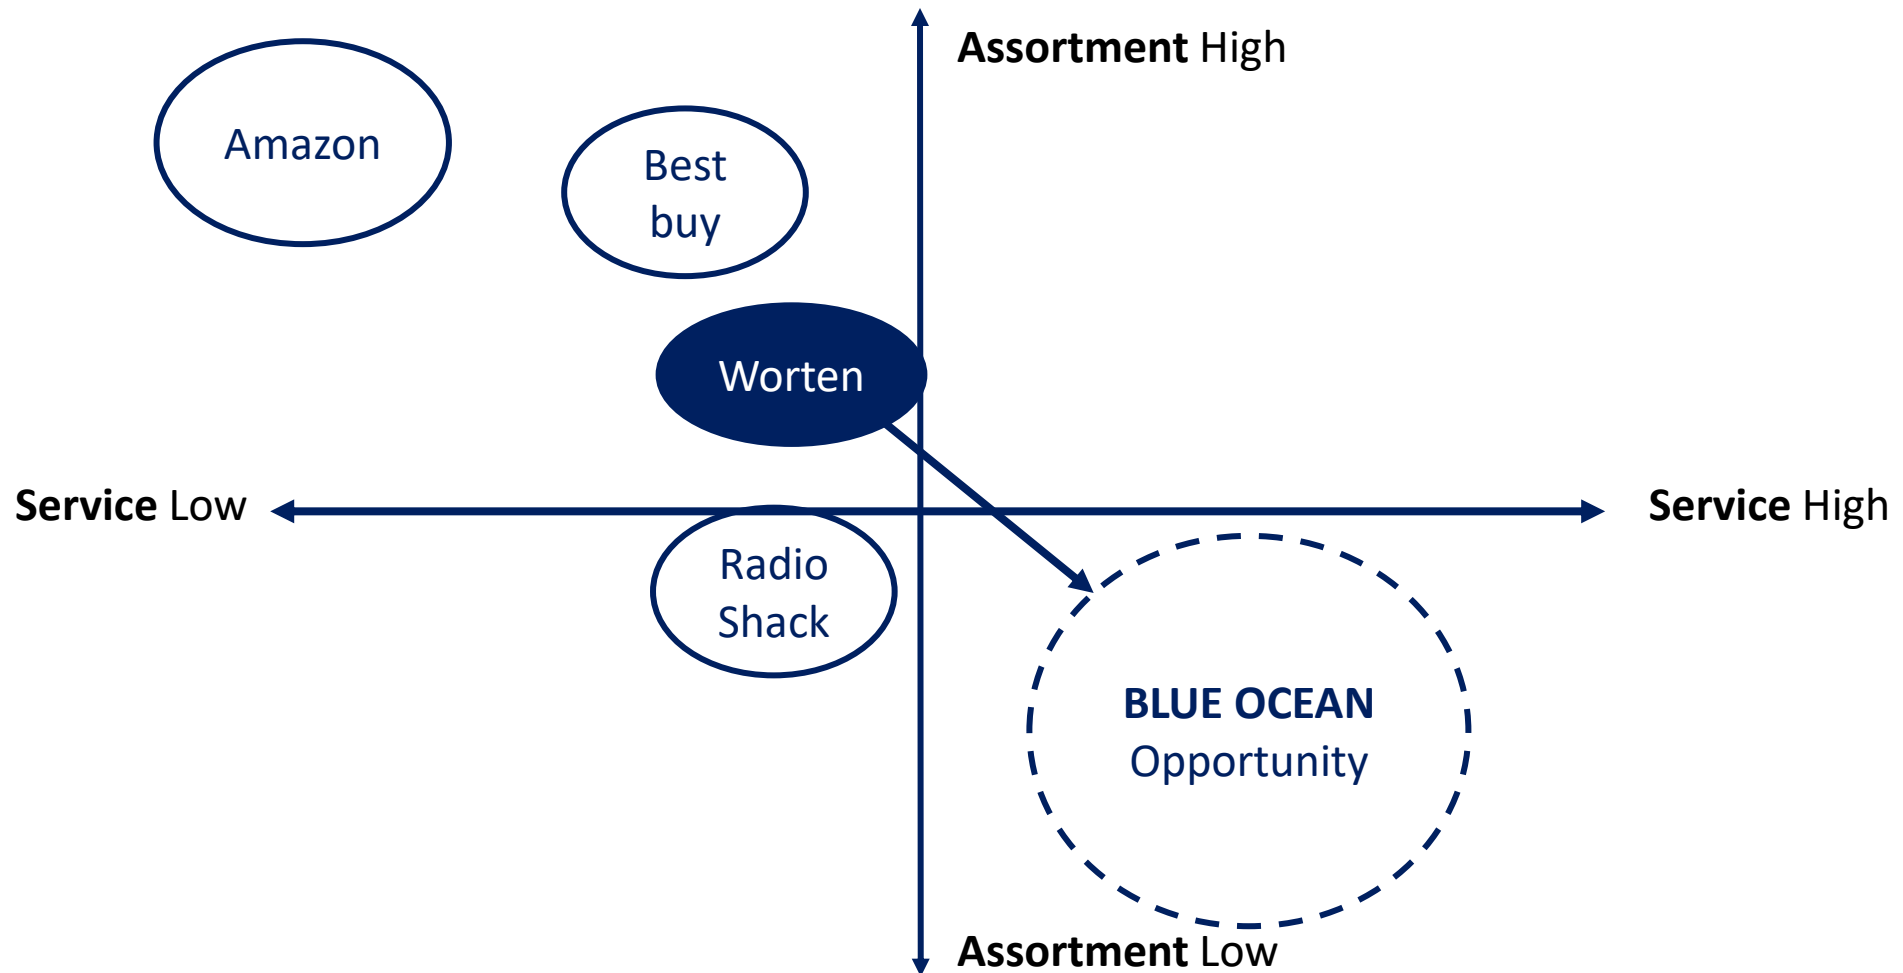 Assortment High
Amazon
Best
buy
Worten
Service Low
Service High
Radio
Shack
BLUE OCEAN
Opportunity
Assortment Low